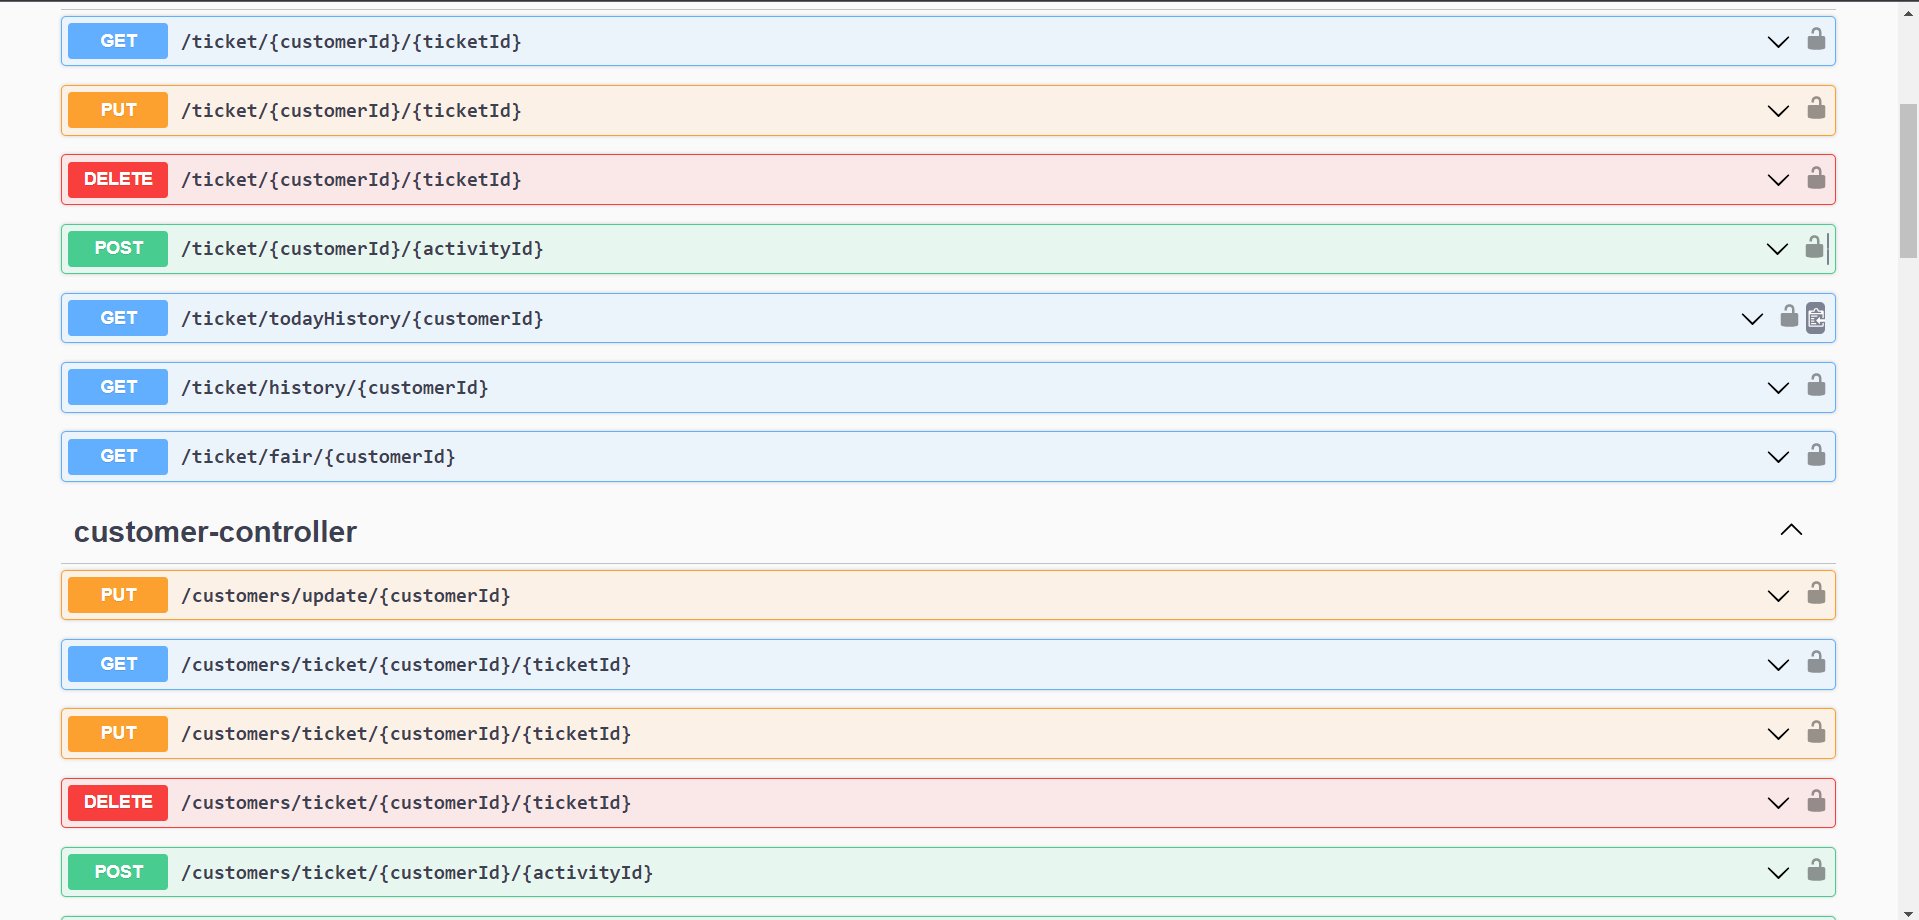 GET /ticket/{customerId}/{ticketId}
PUT /ticket/{customerId}/{ticketId}
DELETE /ticket/{customerId}/{ticketId}
POST /ticket/{customerId}/{activityId}
GET /ticket/todayHistory/{customerId}
GET /ticket/history/{customerId}
GET /ticket/fair/{customerId}
customer-controller
PUT /customers/update/{customerId}
GET /customers/ticket/{customerId}/{ticketId}
PUT /customers/ticket/{customerId}/{ticketId}
DELETE /customers/ticket/{customerId}/{ticketId}
POST /customers/ticket/{customerId}/{activityId}